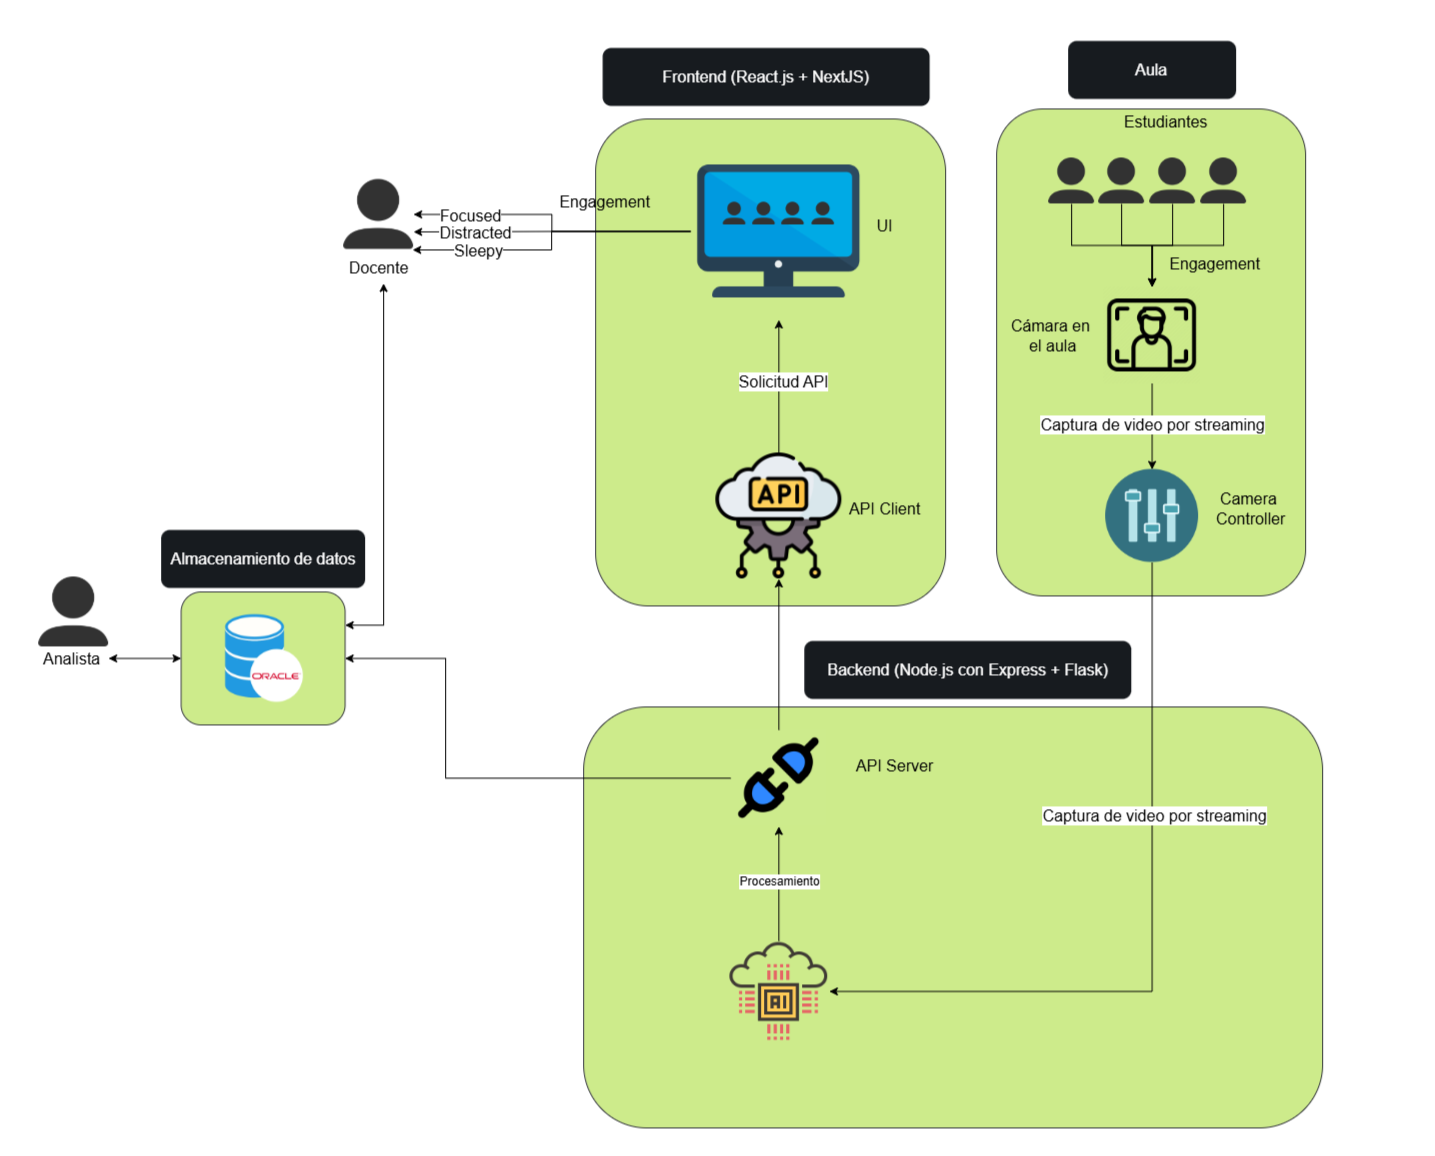 Frontend (React.js + NextJS)
Aula
Estudiantes
Engagement
Focused
Distracted
Sleepy
UI
Docente
Engagement
Cámara en
el aula
Solicitud API
Captura de video por streaming
API
API Client
Camera
Controller
Almacenamiento de datos
Analista
ORACLE
Backend (Node.js con Express + Flask)
API Server
Captura de video por streaming
Procesamiento
AI